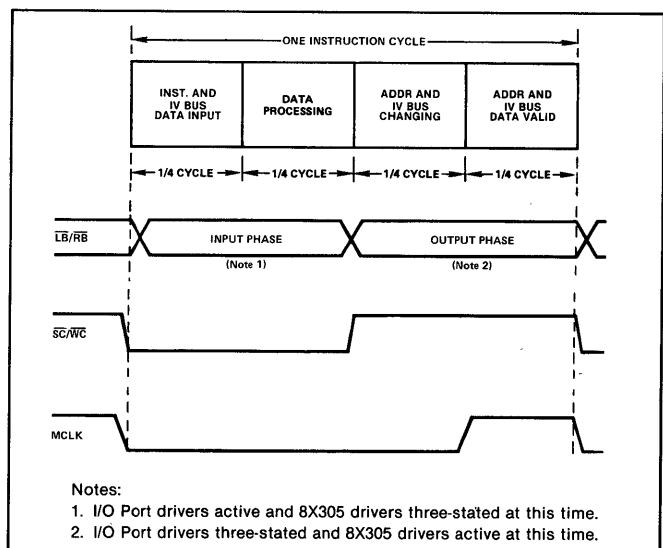 ONE INSTRUCTION CYCLE
INST. AND
IV BUS
DATA INPUT
DATA
PROCESSING
ADDR AND
IV BUS
CHANGING
ADDR AND
IV BUS
DATA VALID
1/4 CYCLE 1/4 CYCLE 1/4 CYCLE 1/4 CYCLE
LB/RB INPUT PHASE OUTPUT PHASE
(Note 1) (Note 2)
SC/WC
MCLK
Notes:
1. I/O Port drivers active and 8X305 drivers three-stated at this time.
2. I/O Port drivers three-stated and 8X305 drivers active at this time.